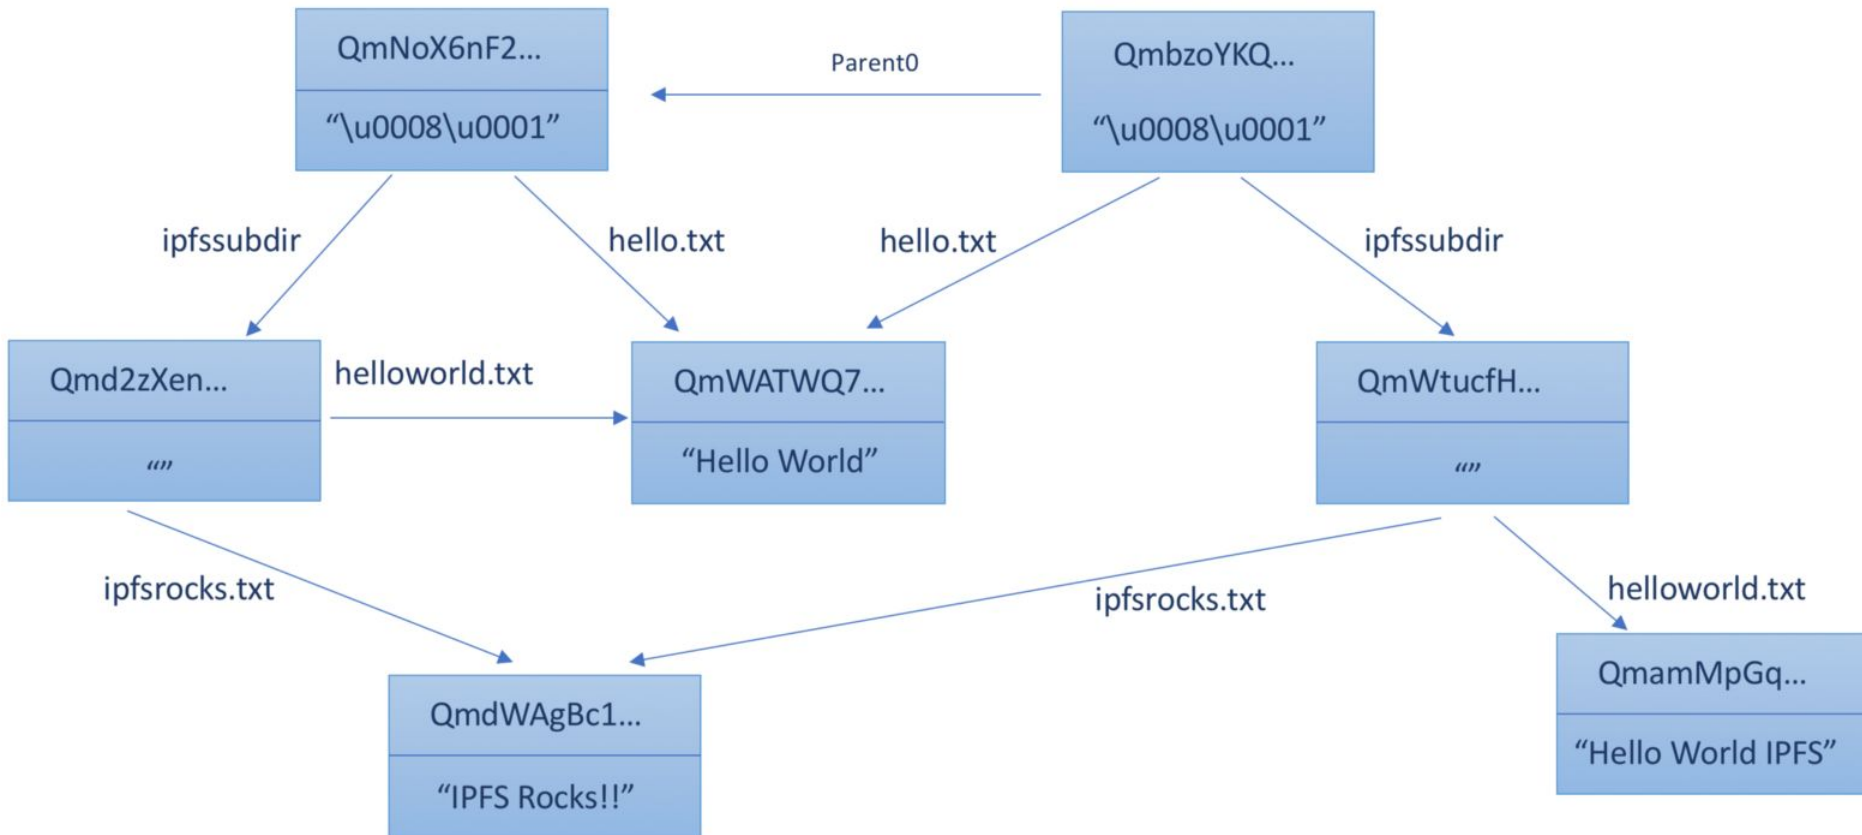 QmNoX6nF2...
“\u0008\u0001”
Parent0
QmbzoYKQ...
“\u0008\u0001”
ipfssubdir
hello.txt
hello.txt
ipfssubdir
Qmd2zXen...
“”
helloworld.txt
QmWATWQ7...
“Hello World”
QmWtucfH...
“”
ipfsrocks.txt
ipfsrocks.txt
helloworld.txt
QmdWAgBc1...
“IPFS Rocks!!”
QmamMpGq...
“Hello World IPFS”